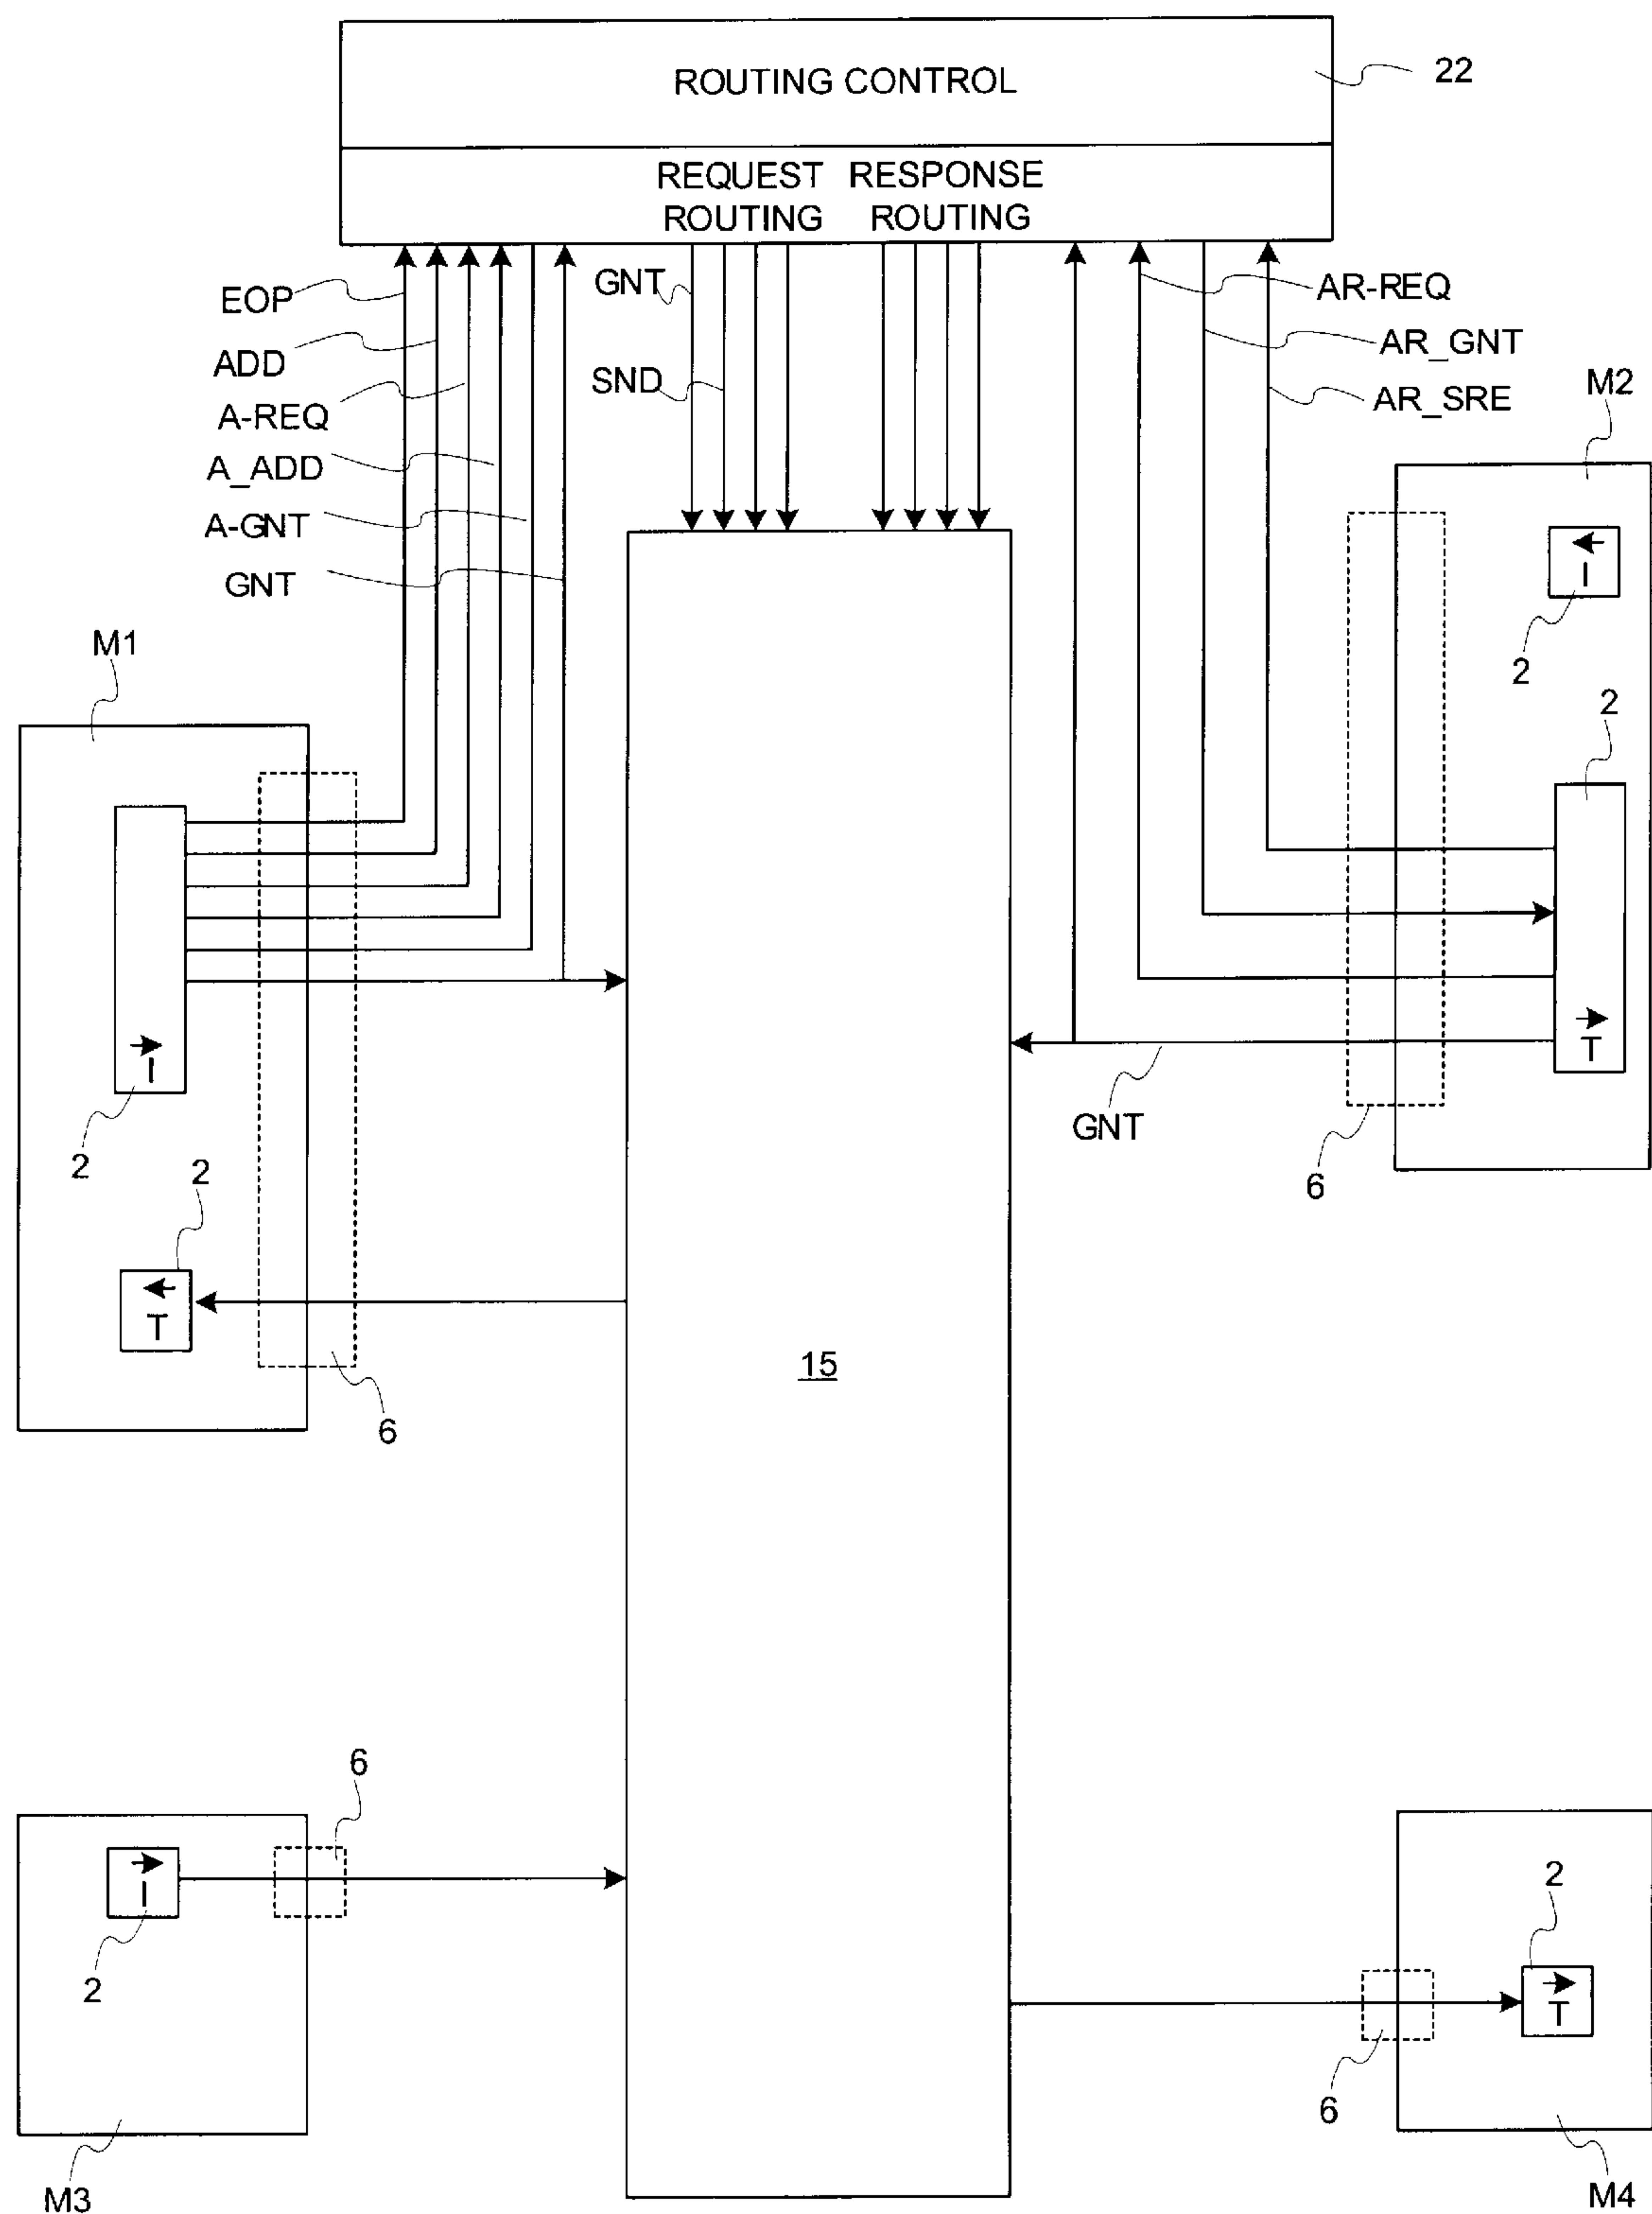 ROUTING CONTROL
22
REQUEST RESPONSE
ROUTING ROUTING
EOP
GNT
AR-REQ
ADD
AR_GNT
SND
A-REQ
AR_SRE
M2
A_ADD
A-GNT
GNT
I
M1
2
2
I
T
GNT
2
2
6
T
15
6
6
I
2
2
T
6
M3
M4